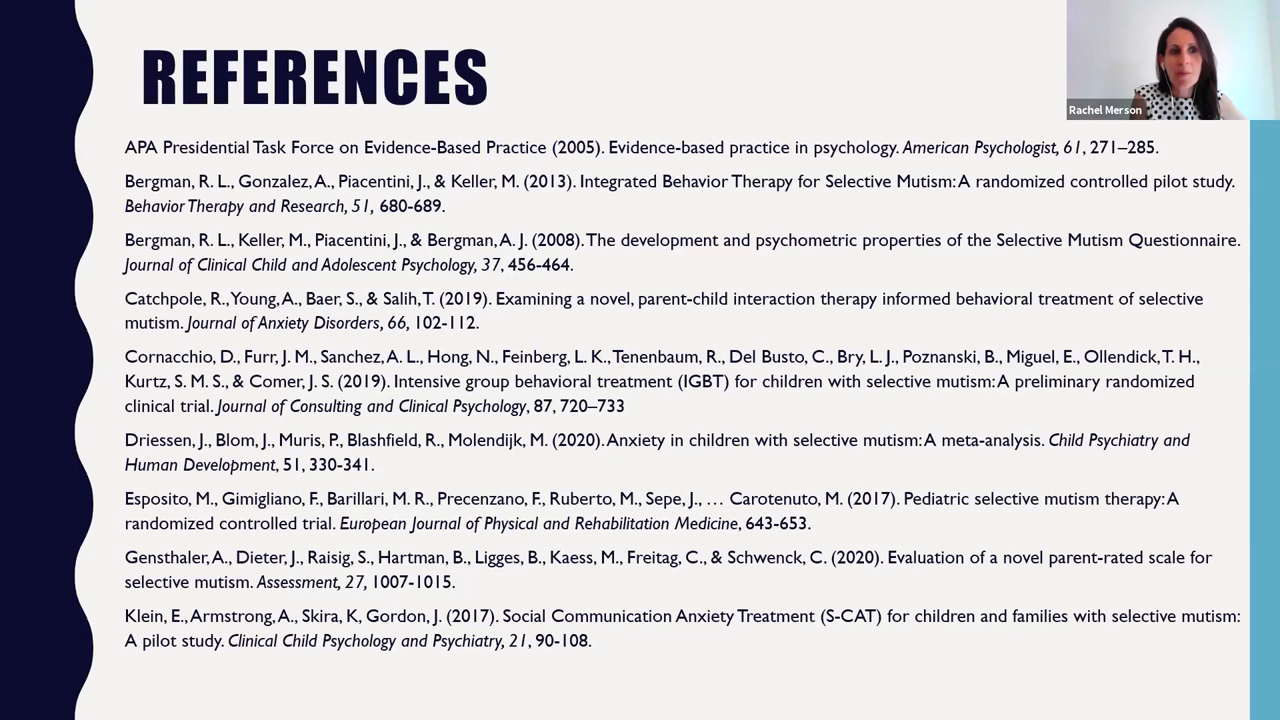 REFERENCES
Rachel Merson
APA Presidential Task Force on Evidence-Based Practice (2005). Evidence-based practice in psychology. American Psychologist, 61, 271–285.
Bergman, R. L., Gonzalez, A., Piacentini, J., & Keller, M. (2013). Integrated Behavior Therapy for Selective Mutism: A randomized controlled pilot study.
Behavior Therapy and Research, 51, 680-689.
Bergman, R. L., Keller, M., Piacentini, J., & Bergman, A. J. (2008). The development and psychometric properties of the Selective Mutism Questionnaire.
Journal of Clinical Child and Adolescent Psychology, 37, 456-464.
Catchpole, R., Young, A., Baer, S., & Salih, T. (2019). Examining a novel, parent-child interaction therapy informed behavioral treatment of selective
mutism. Journal of Anxiety Disorders, 66, 102-112.
Cornacchio, D., Furr, J. M., Sanchez, A. L., Hong, N., Feinberg, L. K., Tenenbaum, R., Del Busto, C., Bry, L. J., Poznanski, B., Miguel, E., Ollendick, T. H.,
Kurtz, S. M. S., & Comer, J. S. (2019). Intensive group behavioral treatment (IGBT) for children with selective mutism: A preliminary randomized
clinical trial. Journal of Consulting and Clinical Psychology, 87, 720–733
Driessen, J., Blom, J., Muris, P., Blashfield, R., Molendijk, M. (2020). Anxiety in children with selective mutism: A meta-analysis. Child Psychiatry and
Human Development, 51, 330-341.
Esposito, M., Gimigliano, F., Barillari, M. R., Precenzano, F., Ruberto, M., Sepe, J., … Carotenuto, M. (2017). Pediatric selective mutism therapy: A
randomized controlled trial. European Journal of Physical and Rehabilitation Medicine, 643-653.
Gensthaler, A., Dieter, J., Raisig, S., Hartman, B., Ligges, B., Kaess, M., Freitag, C., & Schwenck, C. (2020). Evaluation of a novel parent-rated scale for
selective mutism. Assessment, 27, 1007-1015.
Klein, E., Armstrong, A., Skira, K, Gordon, J. (2017). Social Communication Anxiety Treatment (S-CAT) for children and families with selective mutism:
A pilot study. Clinical Child Psychology and Psychiatry, 21, 90-108.